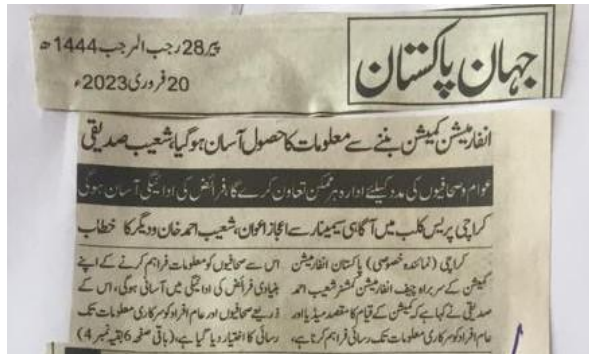 جہان پاکستان
پیر 28 رجب المرجب 1444ھ
20 فروری 2023ء
انفارمیشن کمیشن بننے سے معلومات کا حصول آسان ہو گیا، شعیب صدیقی
عوام و صحافیوں کی مدد کیلئے ادارہ ہر ممکن تعاون کرے گا، فرائض کی ادائیگی آسان ہوگی
کراچی پریس کلب میں آگاہی سیمینار سے اعجاز اعوان، شعیب احمد خان و دیگر کا خطاب
کراچی (نمائندہ خصوصی) پاکستان انفارمیشن
کمیشن کے سربراہ چیف انفارمیشن کمشنر شعیب احمد
صدیقی نے کہا ہے کہ کمیشن کے قیام کا مقصد میڈیا اور
عام افراد کو سرکاری معلومات تک رسائی فراہم کرنا ہے،
اس سے صحافیوں کو معلومات فراہم کرنے کے اپنے
بنیادی فرائض کی ادائیگی میں آسانی ہوگی، اس کے
ذریعے صحافیوں اور عام افراد کو سرکاری معلومات تک
رسائی کا اختیار دیا گیا ہے، (باقی صفحہ 6 بقیہ نمبر 4)